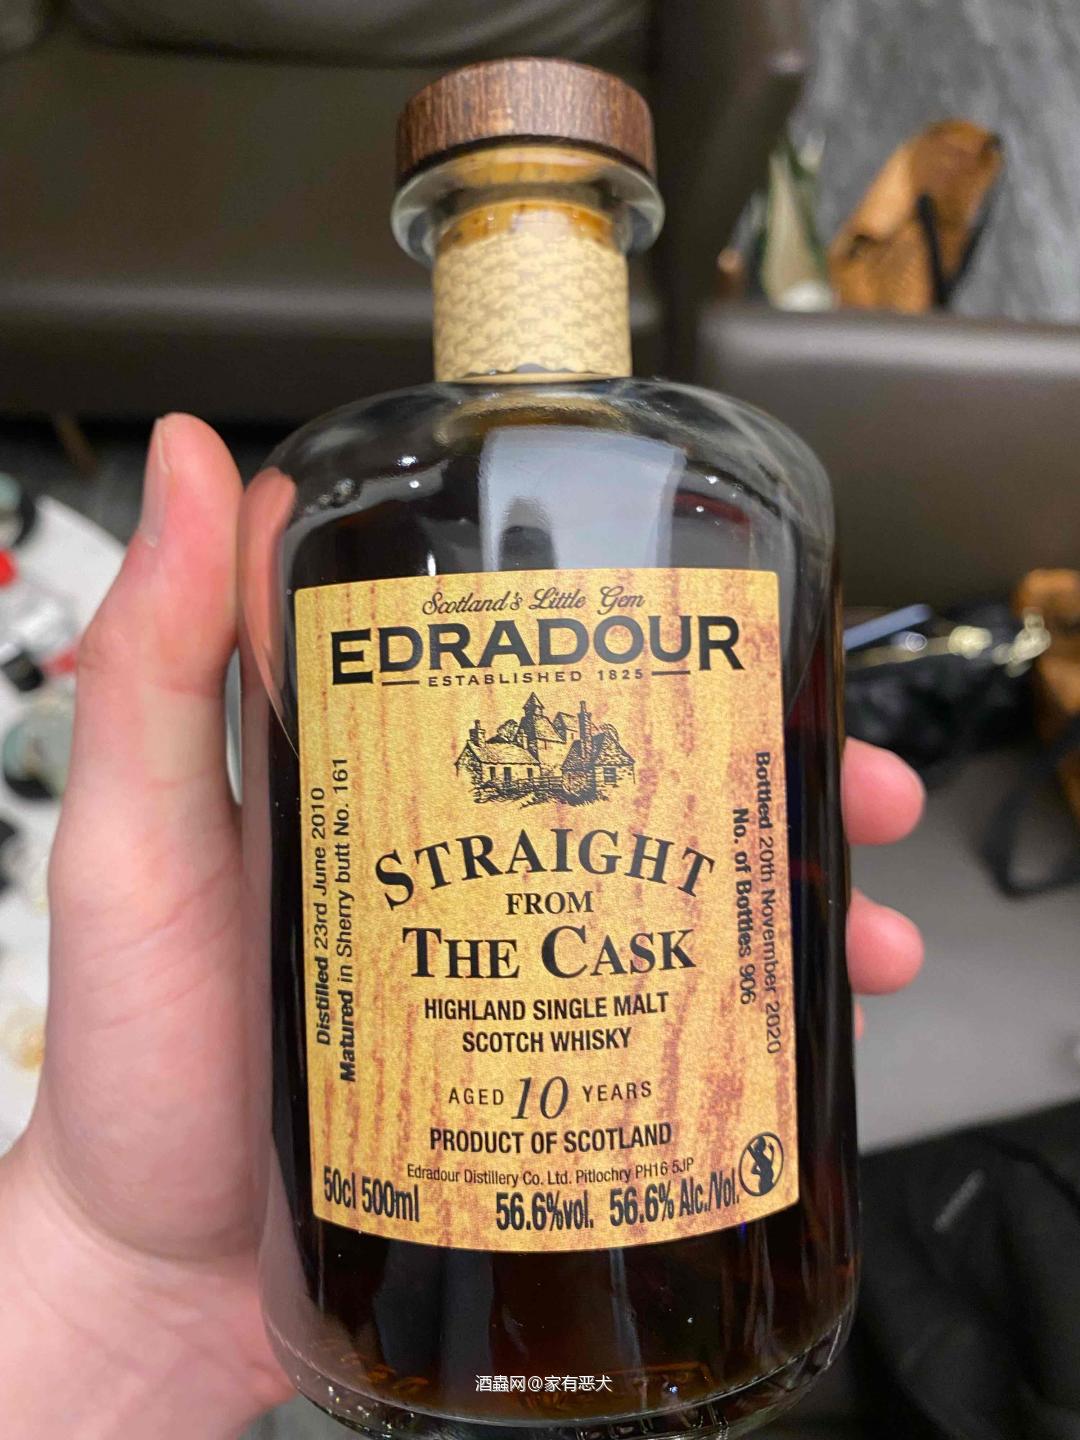 Scotland's Little Gem
EDRADOUR
ESTABLISHED 1825
Distilled 23rd June 2010
Matured in Sherry butt No. 161
Bottled 20th November 2020
No. of Bottles 906
STRAIGHT
FROM
THE CASK
HIGHLAND SINGLE MALT
SCOTCH WHISKY
AGED 10 YEARS
PRODUCT OF SCOTLAND
Edradour Distillery Co. Ltd. Pitlochry PH16 5JP
50cl 500ml 56.6%vol. 56.6% Alc./Vol.
酒蟲网@家有恶犬